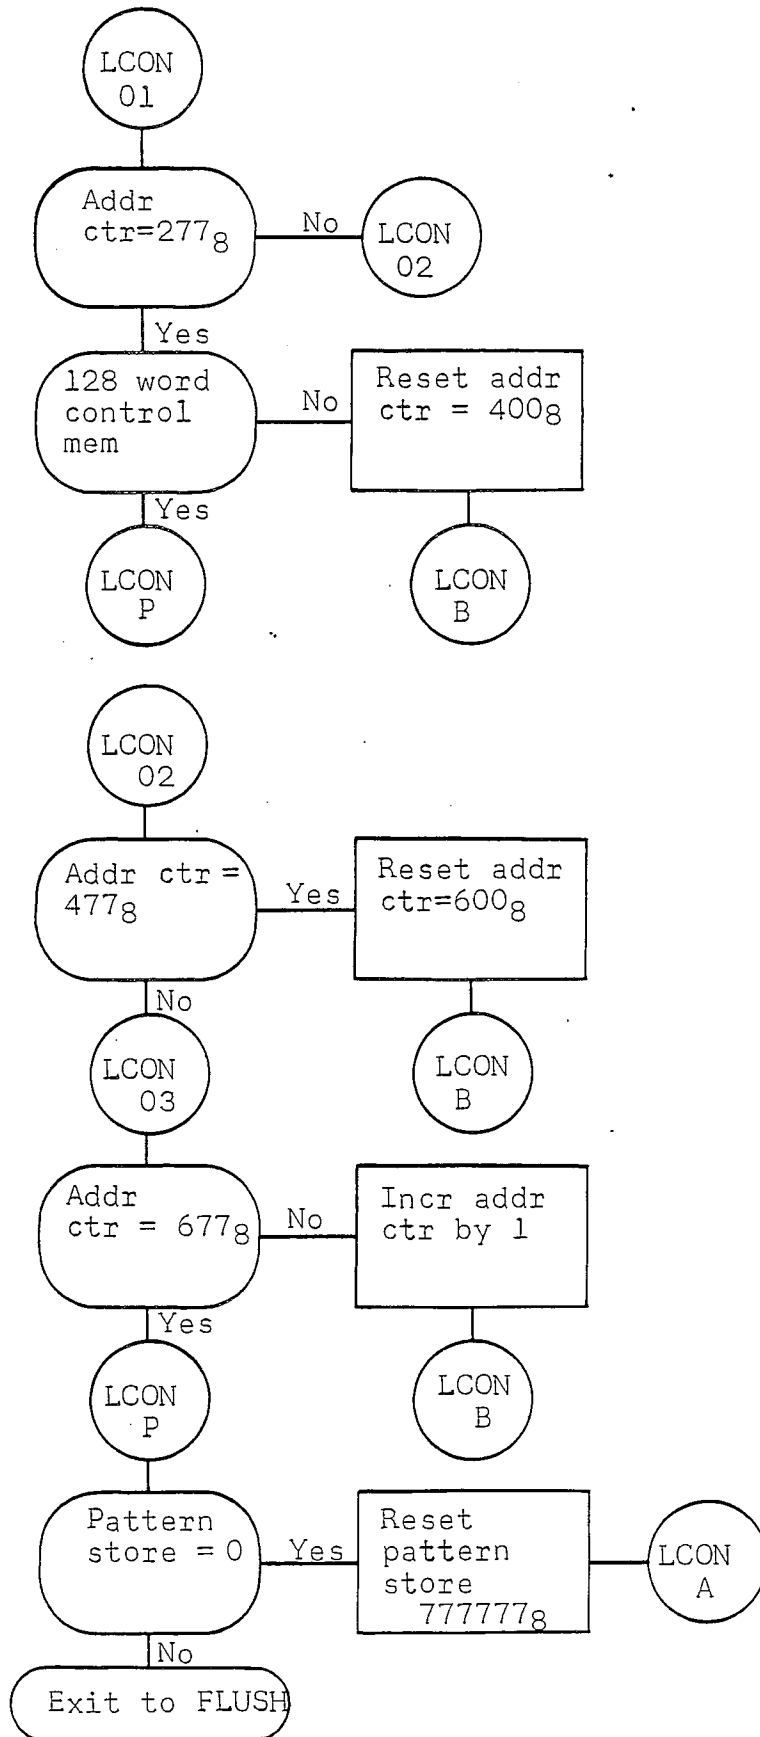 LCON
01
Addr
ctr=277₈
No
LCON
02
Yes
128 word
control
mem
No
Reset addr
ctr = 400₈
Yes
LCON
P
LCON
B
LCON
02
Addr ctr =
477₈
Yes
Reset addr
ctr=600₈
No
LCON
03
LCON
B
Addr
ctr = 677₈
No
Incr addr
ctr by 1
Yes
LCON
P
LCON
B
Pattern
store = 0
Yes
Reset
pattern
store
777777₈
LCON
A
No
Exit to FLUSH